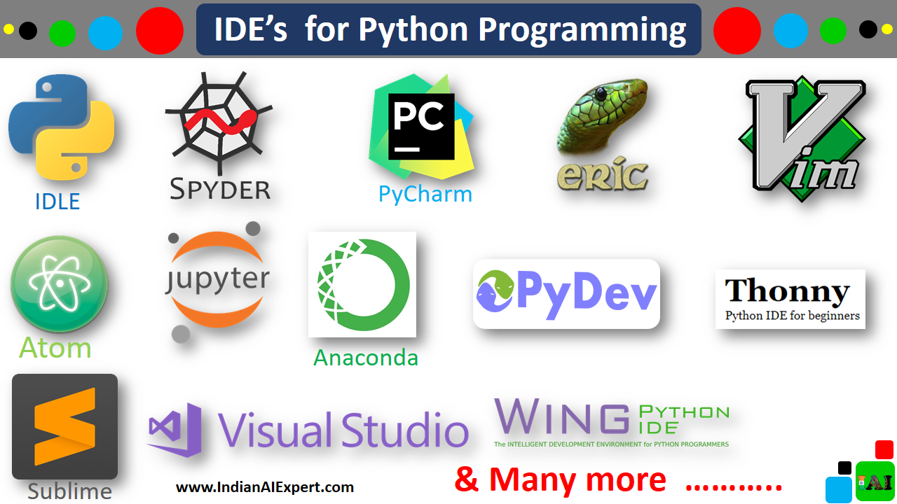 IDE's for Python Programming
IDLE
SPYDER
PC
PyCharm
eric
Vim
Atom
jupyter
Anaconda
PyDev
Thonny
Python IDE for beginners
Sublime
Visual Studio
WING PYTHON IDE
The INTELLIGENT DEVELOPMENT ENVIRONMENT for PYTHON PROGRAMMERS
www.IndianAIExpert.com
& Many more ………..
AI